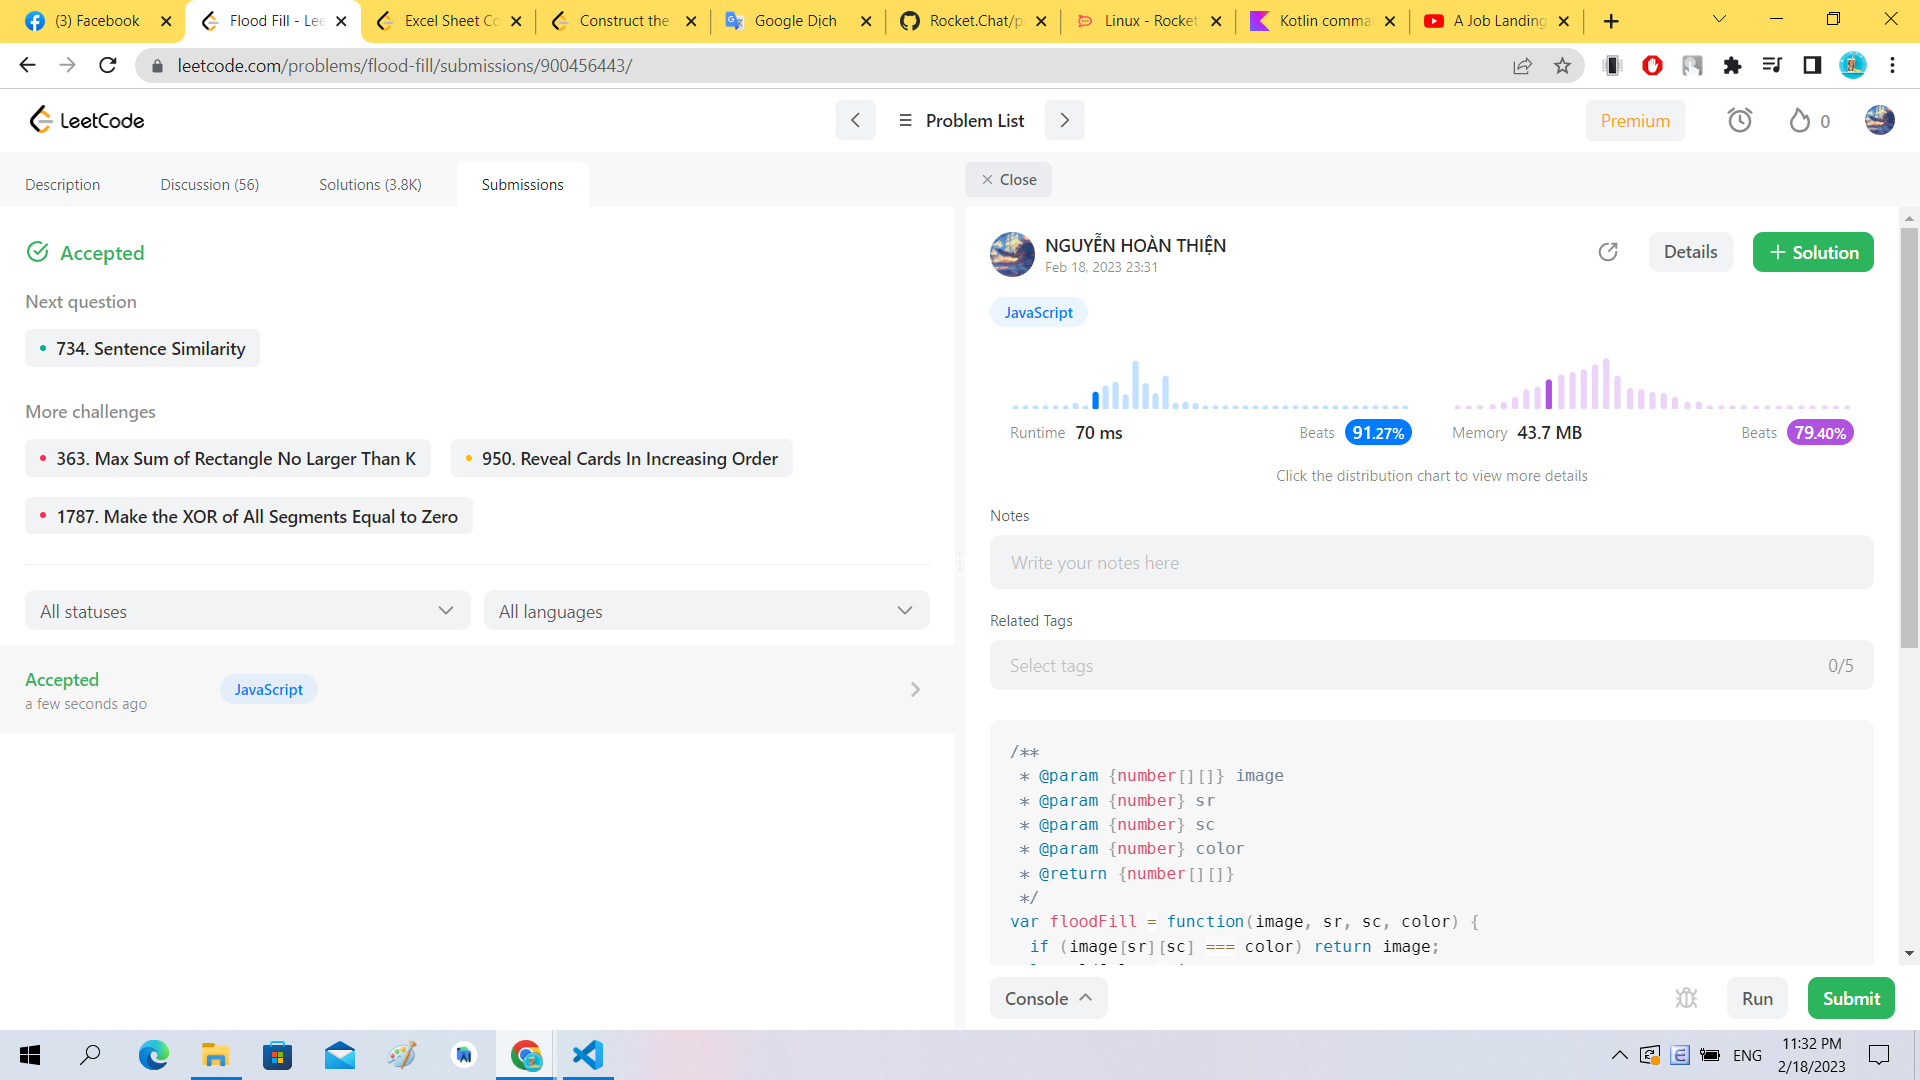 (3) Facebook
Flood Fill - Lee
Excel Sheet Co
Construct the
Google Dịch
Rocket.Chat/p
Linux - Rocket
Kotlin comma
A Job Landing
leetcode.com/problems/flood-fill/submissions/900456443/
LeetCode
Problem List
Premium
0
Description
Discussion (56)
Solutions (3.8K)
Submissions
Close
Accepted
Next question
734. Sentence Similarity
More challenges
363. Max Sum of Rectangle No Larger Than K
950. Reveal Cards In Increasing Order
1787. Make the XOR of All Segments Equal to Zero
All statuses
All languages
Accepted
a few seconds ago
JavaScript
NGUYỄN HOÀN THIỆN
Feb 18, 2023 23:31
Details
+ Solution
JavaScript
Runtime 70 ms
Beats 91.27%
Memory 43.7 MB
Beats 79.40%
Click the distribution chart to view more details
Notes
Write your notes here
Related Tags
Select tags
0/5
/**
 * @param {number[][]} image
 * @param {number} sr
 * @param {number} sc
 * @param {number} color
 * @return {number[][]}
 */
var floodFill = function(image, sr, sc, color) {
  if (image[sr][sc] === color) return image;
Console
Run
Submit
ENG
11:32 PM
2/18/2023